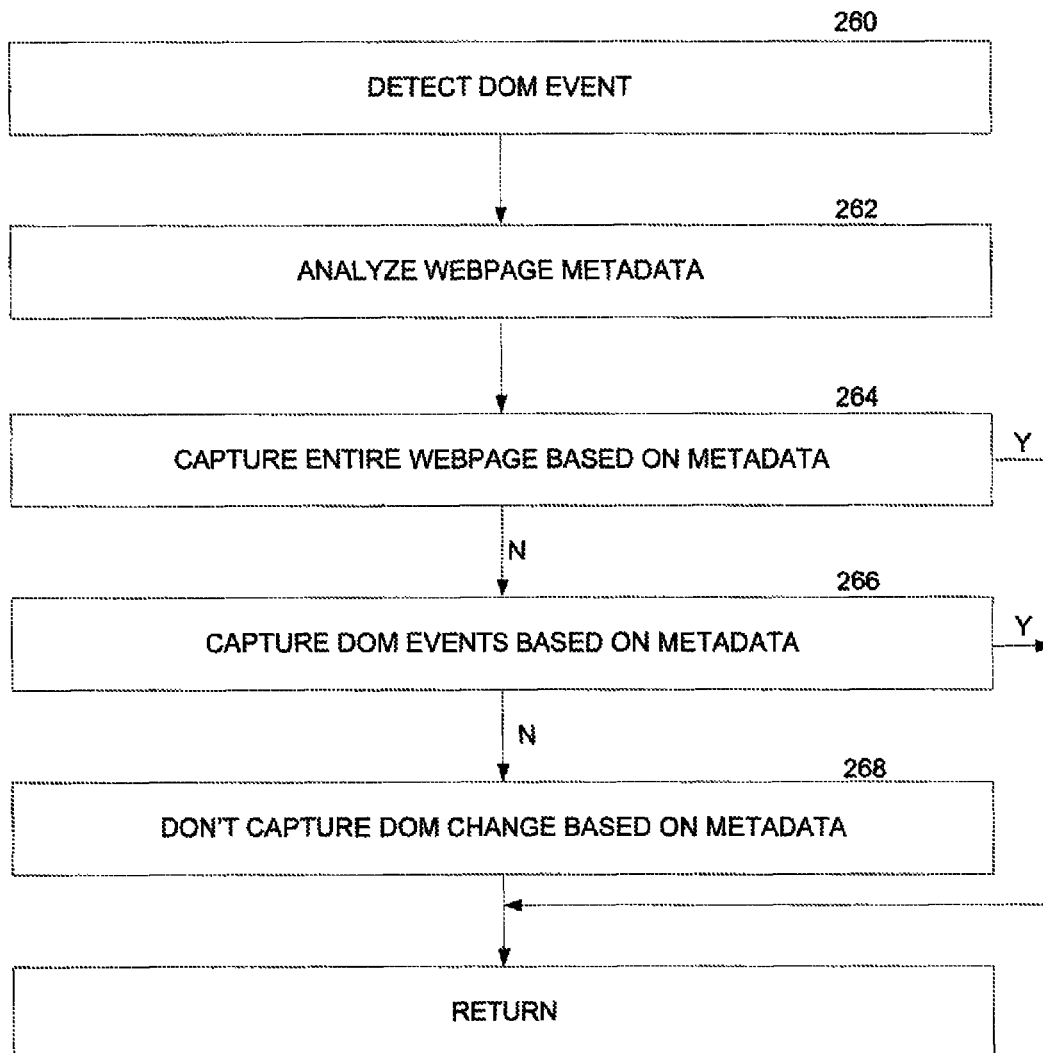 260
DETECT DOM EVENT
262
ANALYZE WEBPAGE METADATA
264
CAPTURE ENTIRE WEBPAGE BASED ON METADATA
Y
N
266
CAPTURE DOM EVENTS BASED ON METADATA
Y
N
268
DON'T CAPTURE DOM CHANGE BASED ON METADATA
RETURN